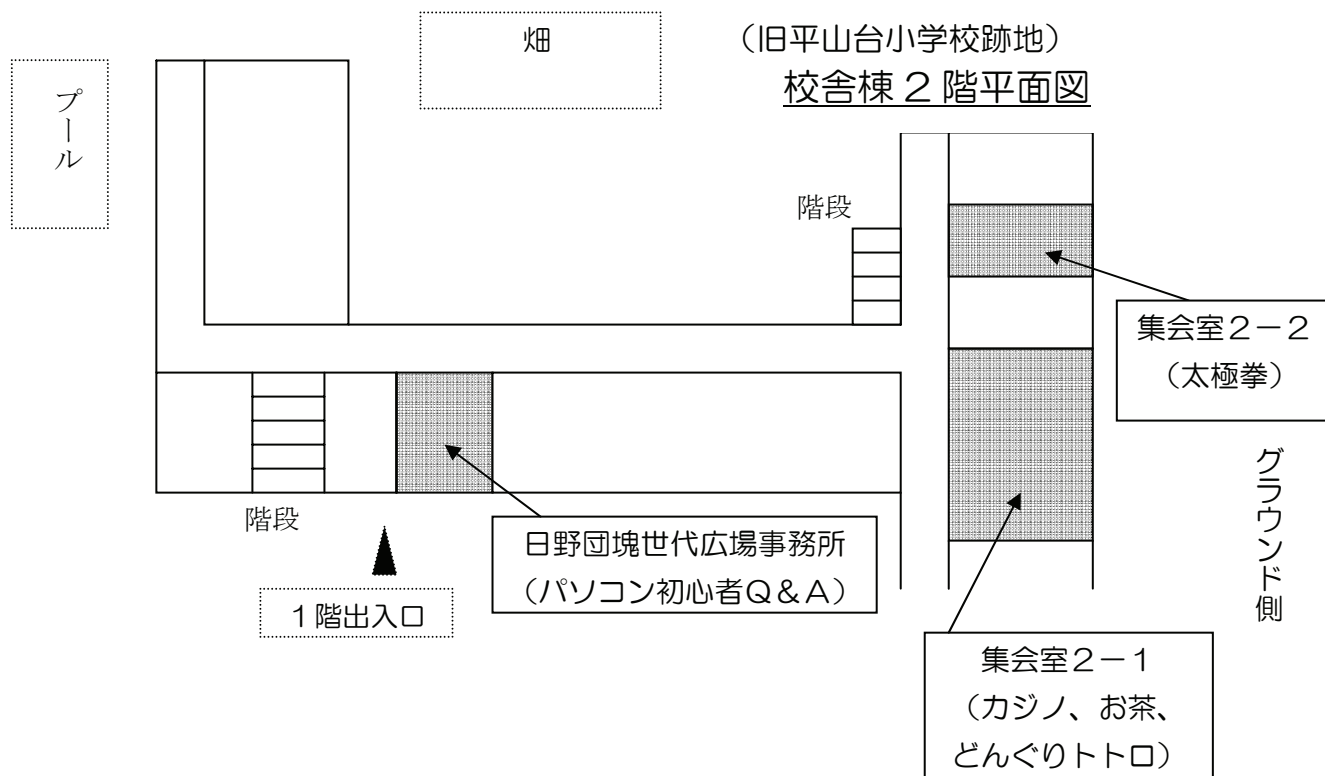 畑
（旧平山台小学校跡地）
校舎棟２階平面図
プール
階段
集会室２－２
（太極拳）
グラウンド側
階段
日野団塊世代広場事務所
（パソコン初心者Ｑ＆Ａ）
１階出入口
集会室２－１
（カジノ、お茶、
どんぐりトトロ）